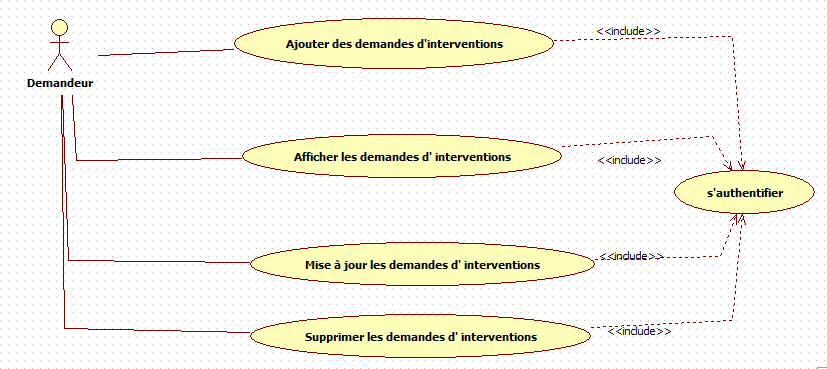 Ajouter des demandes d'interventions
<<include>>
Demandeur
Afficher les demandes d' interventions
<<include>>
s'authentifier
Mise à jour les demandes d' interventions
<<include>>
Supprimer les demandes d' interventions
<<include>>